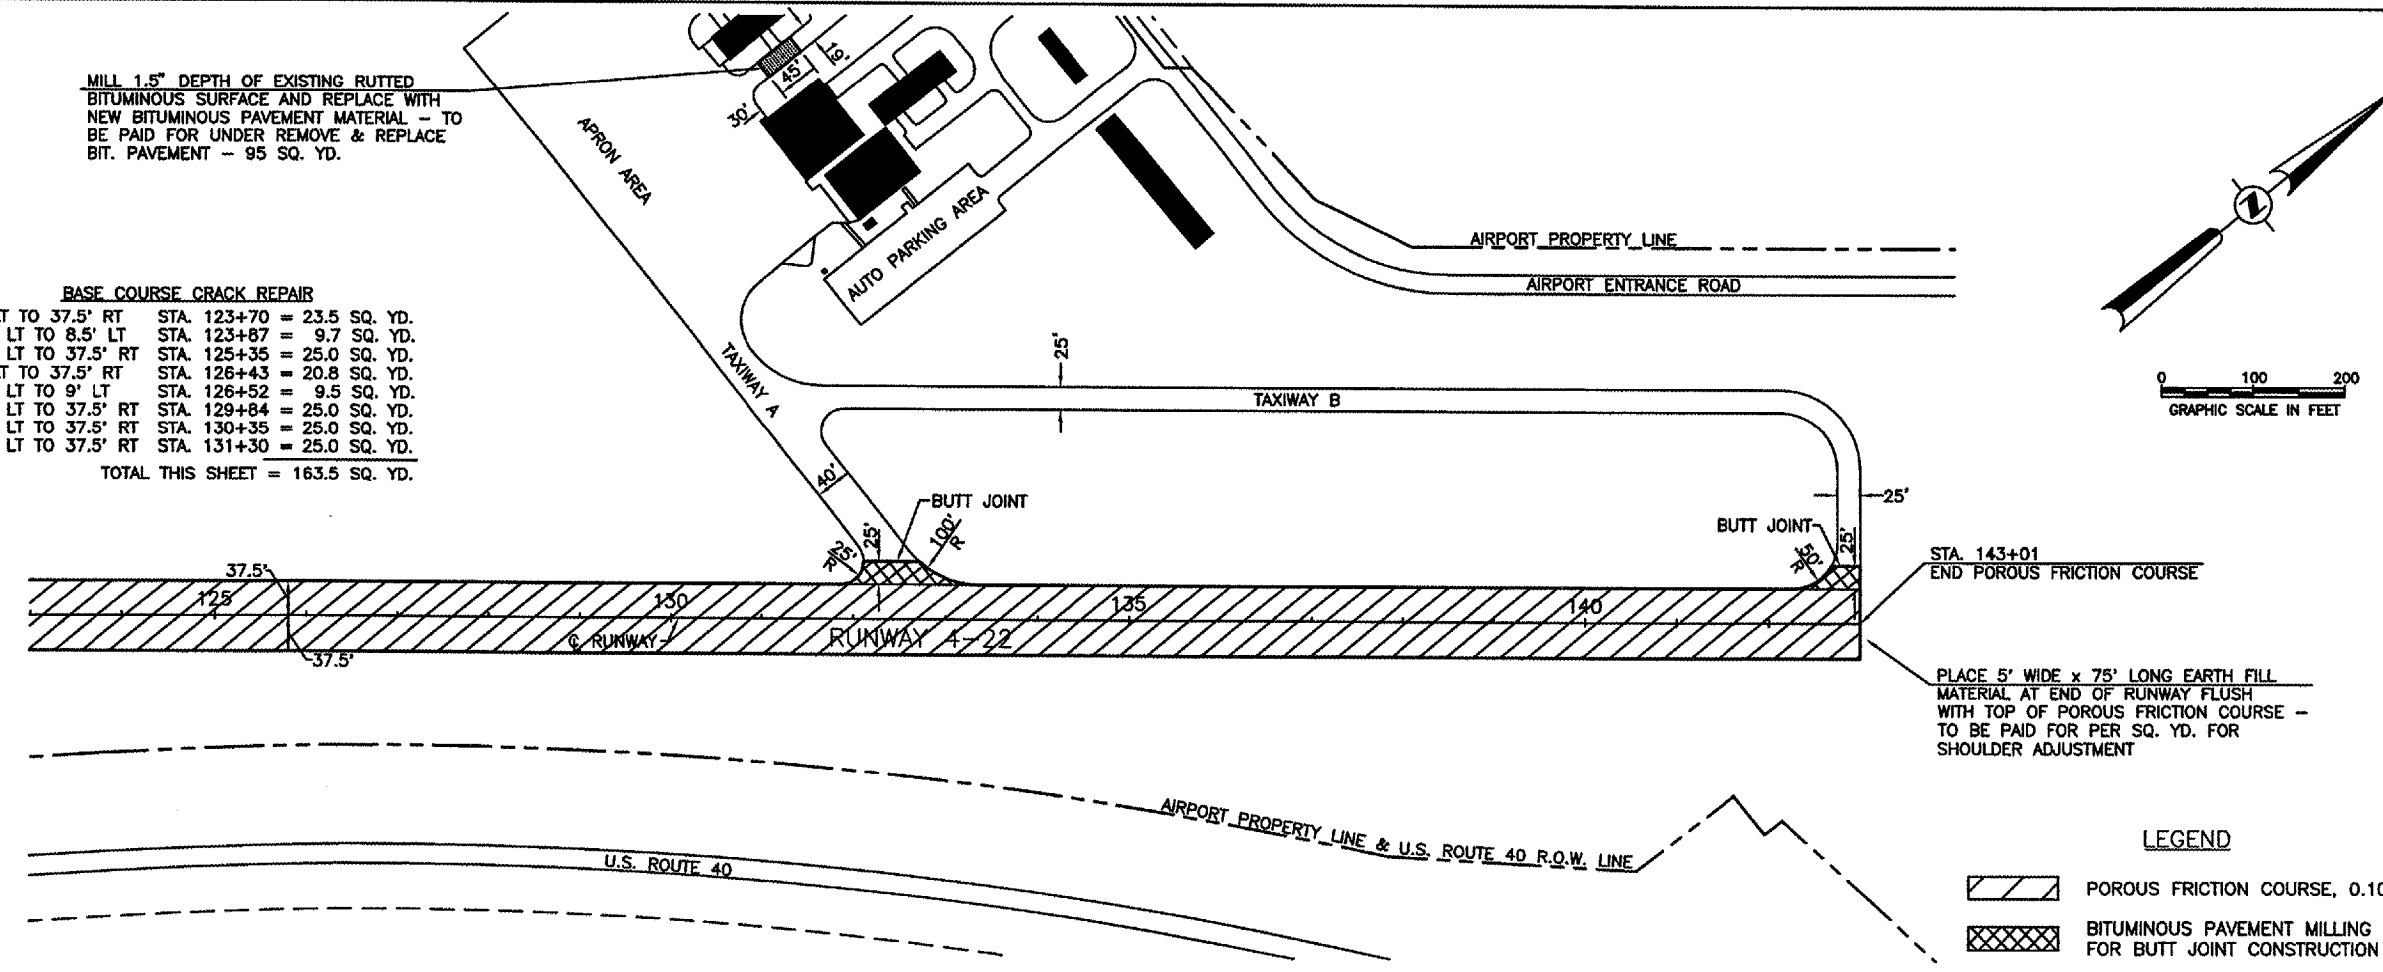 MILL 1.5" DEPTH OF EXISTING RUTTED
BITUMINOUS SURFACE AND REPLACE WITH
NEW BITUMINOUS PAVEMENT MATERIAL – TO
BE PAID FOR UNDER REMOVE & REPLACE
BIT. PAVEMENT – 95 SQ. YD.
19'
45'
30'
APRON AREA
AUTO PARKING AREA
AIRPORT PROPERTY LINE
AIRPORT ENTRANCE ROAD
BASE COURSE CRACK REPAIR
LT TO 37.5' RT STA. 123+70 = 23.5 SQ. YD.
LT TO 8.5' LT STA. 123+87 = 9.7 SQ. YD.
LT TO 37.5' RT STA. 125+35 = 25.0 SQ. YD.
LT TO 37.5' RT STA. 126+43 = 20.8 SQ. YD.
LT TO 9' LT STA. 126+52 = 9.5 SQ. YD.
LT TO 37.5' RT STA. 129+84 = 25.0 SQ. YD.
LT TO 37.5' RT STA. 130+35 = 25.0 SQ. YD.
LT TO 37.5' RT STA. 131+30 = 25.0 SQ. YD.
TOTAL THIS SHEET = 163.5 SQ. YD.
TAXIWAY A
25'
TAXIWAY B
0 100 200
GRAPHIC SCALE IN FEET
40'
BUTT JOINT
25'
100' R
25' R
25'
BUTT JOINT
25'
50' R
STA. 143+01
END POROUS FRICTION COURSE
37.5'
125
130
135
140
℄ RUNWAY
RUNWAY 4-22
37.5'
PLACE 5' WIDE x 75' LONG EARTH FILL
MATERIAL AT END OF RUNWAY FLUSH
WITH TOP OF POROUS FRICTION COURSE –
TO BE PAID FOR PER SQ. YD. FOR
SHOULDER ADJUSTMENT
AIRPORT PROPERTY LINE & U.S. ROUTE 40 R.O.W. LINE
U.S. ROUTE 40
LEGEND
POROUS FRICTION COURSE, 0.10
BITUMINOUS PAVEMENT MILLING
FOR BUTT JOINT CONSTRUCTION